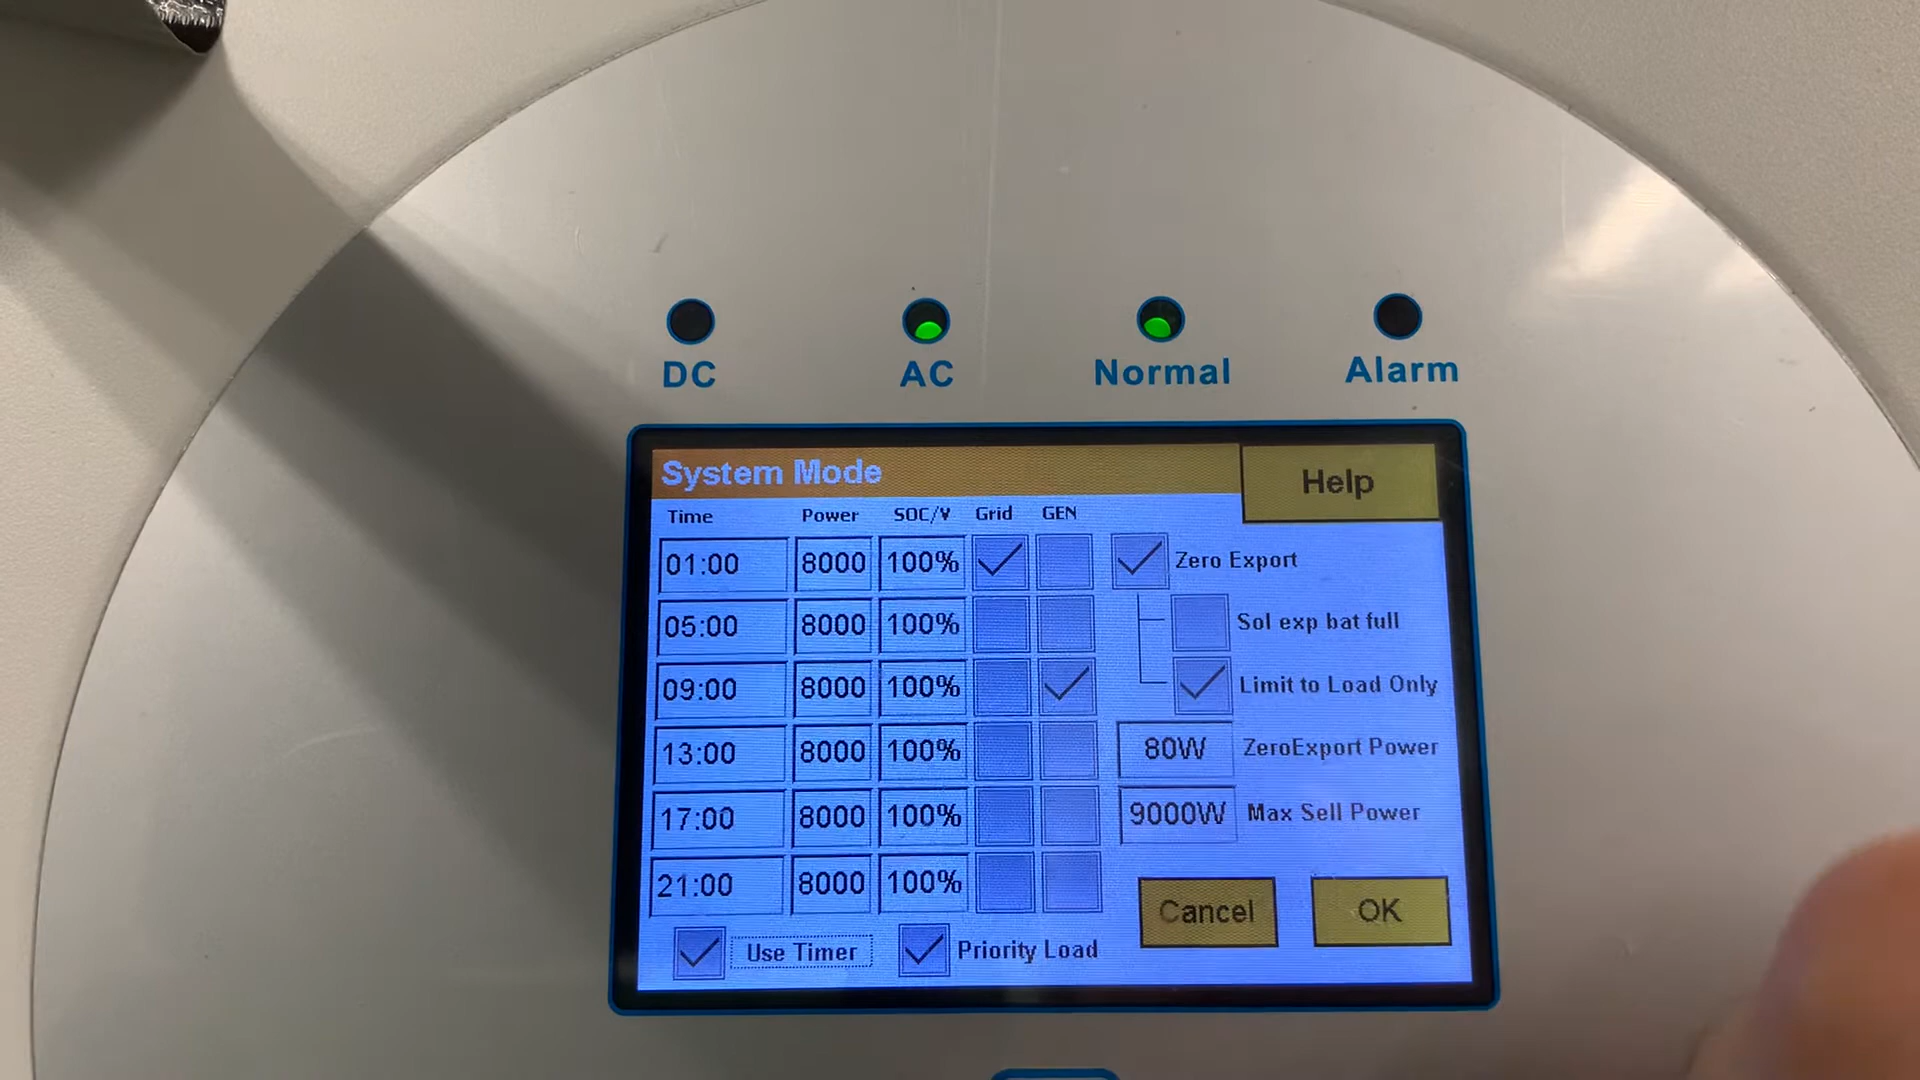 DC AC Normal Alarm
System Mode Help
Time Power SOC/V Grid GEN
01:00 8000 100% Zero Export
05:00 8000 100% Sol exp bat full
09:00 8000 100% Limit to Load Only
13:00 8000 100% 80W ZeroExport Power
17:00 8000 100% 9000W Max Sell Power
21:00 8000 100% Cancel OK
Use Timer Priority Load